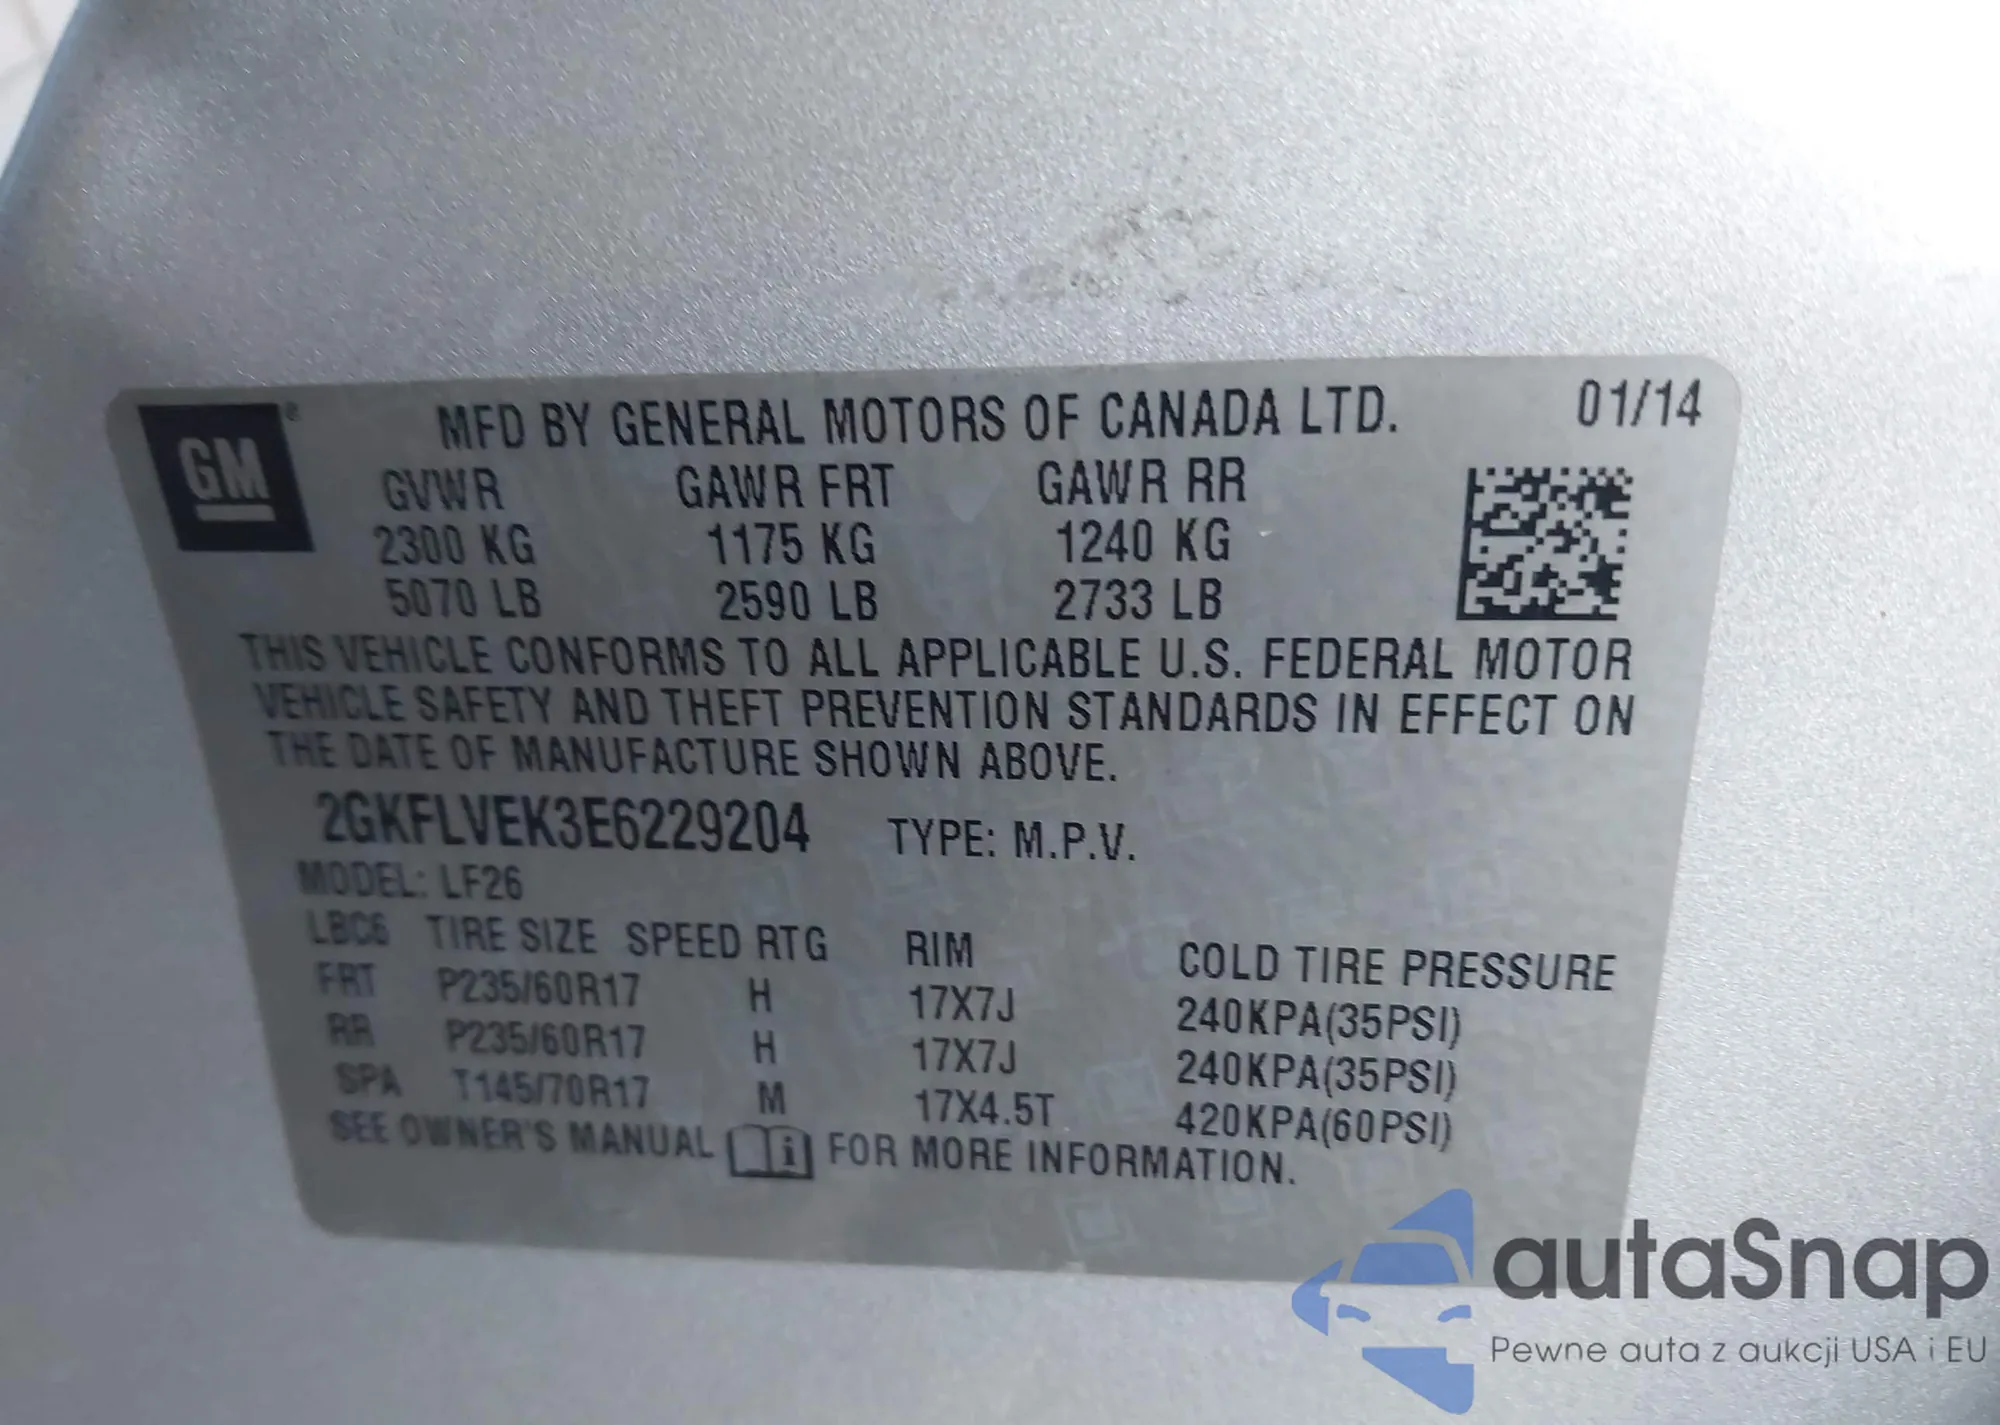 GM ®
MFD BY GENERAL MOTORS OF CANADA LTD. 01/14
GVWR GAWR FRT GAWR RR
2300 KG 1175 KG 1240 KG
5070 LB 2590 LB 2733 LB
THIS VEHICLE CONFORMS TO ALL APPLICABLE U.S. FEDERAL MOTOR
VEHICLE SAFETY AND THEFT PREVENTION STANDARDS IN EFFECT ON
THE DATE OF MANUFACTURE SHOWN ABOVE.
2GKFLVEK3E6229204 TYPE: M.P.V.
MODEL: LF26
LBC6 TIRE SIZE SPEED RTG RIM COLD TIRE PRESSURE
FRT P235/60R17 H 17X7J 240KPA(35PSI)
RR P235/60R17 H 17X7J 240KPA(35PSI)
SPA T145/70R17 M 17X4.5T 420KPA(60PSI)
SEE OWNER'S MANUAL i FOR MORE INFORMATION.
autaSnap
Pewne auta z aukcji USA i EU